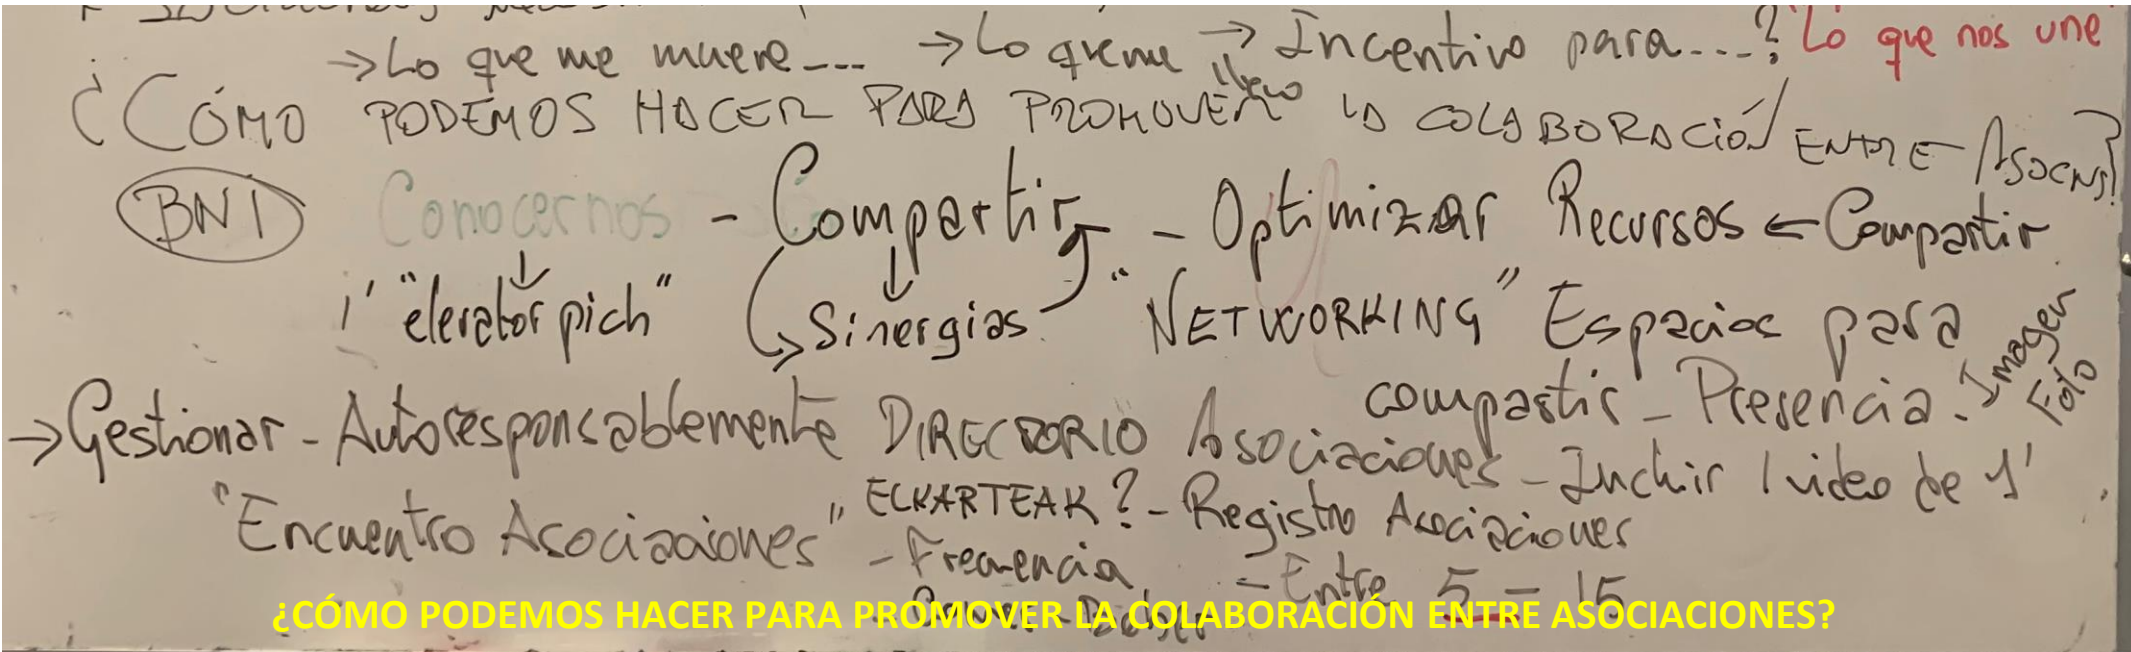 →Lo que me mueve... →Lo que me llevo → Incentivo para...? Lo que nos une
¿CÓMO PODEMOS HACER PARA PROMOVER LA COLABORACIÓN ENTRE ASOCNS?
BNI Conocernos - Compartir - Optimizar Recursos ← Compartir
1' "elevator pich" → Sinergias "NETWORKING" Espacios para
compartir - Presencia - Imagen Foto
→ Gestionar - Autoresponsablemente DIRECTORIO Asociaciones - Incluir 1 video de 1'
"Encuentro Asociaciones" ELKARTEAK? - Registro Asociaciones
- Frecuencia - Entre 5 - 15
¿CÓMO PODEMOS HACER PARA PROMOVER LA COLABORACIÓN ENTRE ASOCIACIONES?